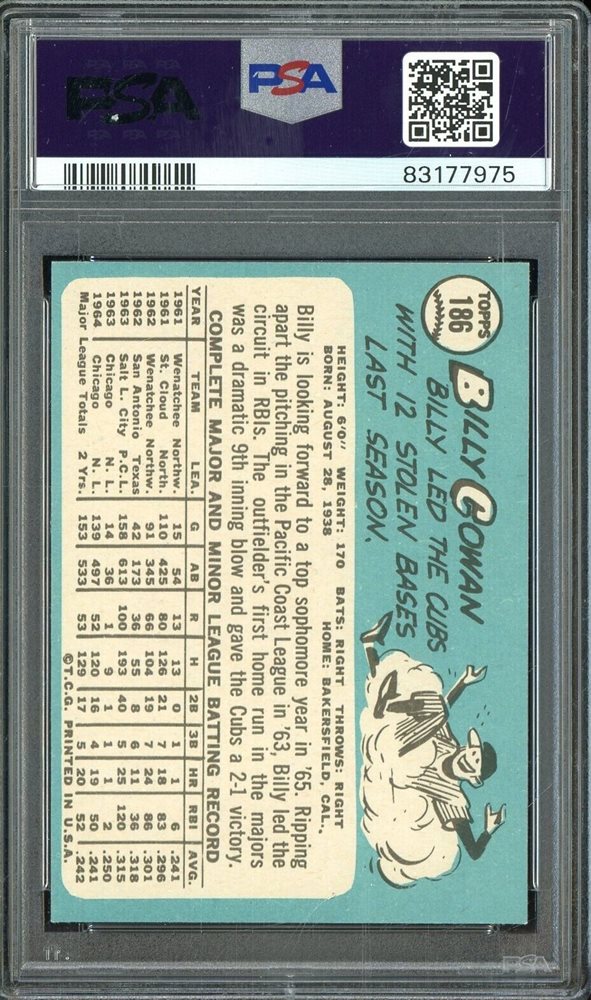 PSA
PSA
83177975
TOPPS
186
BILLY COWAN
BILLY LED THE CUBS
WITH 12 STOLEN BASES
LAST SEASON.
HEIGHT: 6'0" WEIGHT: 170 BATS: RIGHT THROWS: RIGHT
BORN: AUGUST 28, 1938 HOME: BAKERSFIELD, CAL.
Billy is looking forward to a top sophomore year in '65. Ripping
apart the pitching in the Pacific Coast League in '63, Billy led the
circuit in RBIs. The outfielder's first home run in the majors
was a dramatic 9th inning blow and gave the Cubs a 2-1 victory.
COMPLETE MAJOR AND MINOR LEAGUE BATTING RECORD
YEAR TEAM LEA. G AB R H 2B 3B HR RBI AVG.
1961 Wenatchee Northw. 15 54 13 13 0 1 1 6 .241
1961 St. Cloud North. 110 425 80 126 21 7 18 83 .296
1962 Wenatchee Northw. 91 345 66 104 19 7 24 86 .301
1962 San Antonio Texas 42 173 36 55 8 6 11 36 .318
1963 Salt L. City P.C.L. 158 613 100 193 40 5 25 120 .315
1963 Chicago N. L. 14 36 1 9 1 1 1 2 .250
1964 Chicago N. L. 139 497 52 120 16 4 19 50 .241
Major League Totals 2 Yrs. 153 533 53 129 17 5 20 52 .242
©T.C.G. PRINTED IN U.S.A.
PSA